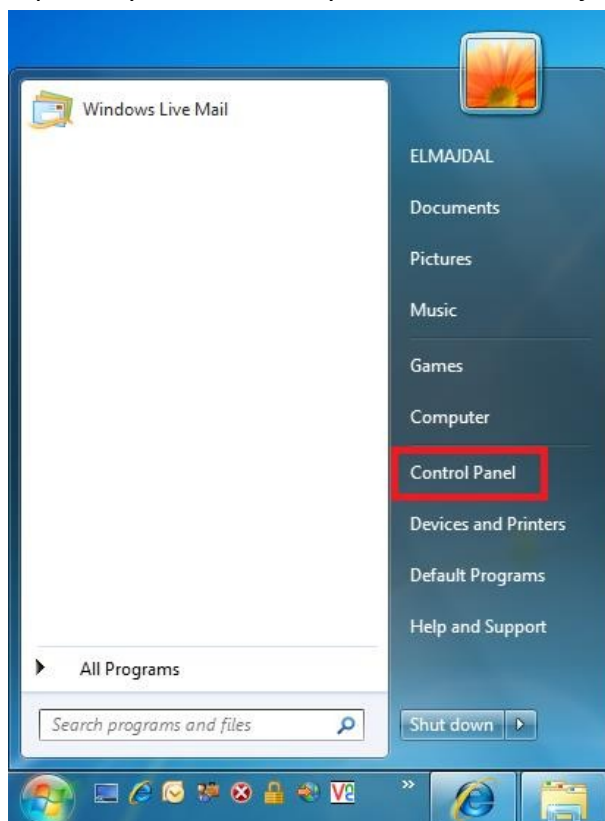 Windows Live Mail
ELMAJDAL
Documents
Pictures
Music
Games
Computer
Control Panel
Devices and Printers
Default Programs
Help and Support
All Programs
Search programs and files
Shut down
»